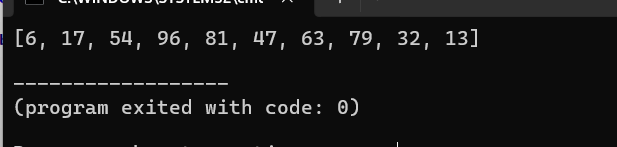 [6, 17, 54, 96, 81, 47, 63, 79, 32, 13]
------------------
(program exited with code: 0)